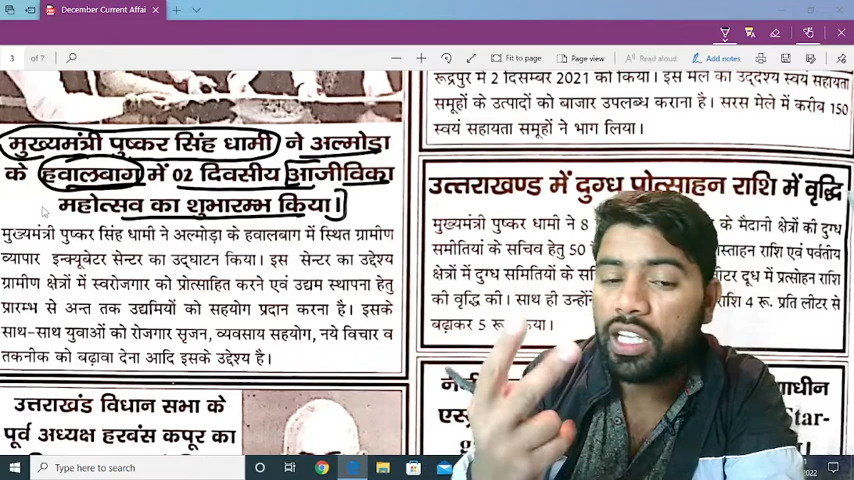 December Current Affai
3 of 7
Fit to page
Page view
Read aloud
Add notes
मुख्यमंत्री पुष्कर सिंह धामी ने अल्मोड़ा
के हवालबाग में 02 दिवसीय आजीविका
महोत्सव का शुभारम्भ किया।
मुख्यमंत्री पुष्कर सिंह धामी ने अल्मोड़ा के हवालबाग में स्थित ग्रामीण
व्यापार इन्क्यूबेटर सेन्टर का उद्घाटन किया। इस सेन्टर का उद्देश्य
ग्रामीण क्षेत्रों में स्वरोजगार को प्रोत्साहित करने एवं उद्यम स्थापना हेतु
प्रारम्भ से अन्त तक उद्यमियों को सहयोग प्रदान करना है। इसके
साथ-साथ युवाओं को रोजगार सृजन, व्यवसाय सहयोग, नये विचार व
तकनीक को बढ़ावा देना आदि इसके उद्देश्य है।
उत्तराखंड विधान सभा के
पूर्व अध्यक्ष हरबंस कपूर का
रूद्रपुर में 2 दिसम्बर 2021 को किया। इस मेले का उद्देश्य स्वयं सहायता
समूहों के उत्पादों को बाजार उपलब्ध कराना है। सरस मेले में करीब 150
स्वयं सहायता समूहों ने भाग लिया।
उत्तराखण्ड में दुग्ध प्रोत्साहन राशि में वृद्धि
मुख्यमंत्री पुष्कर धामी ने 8 के मैदानी क्षेत्रों की दुग्ध
समीतियों के सचिव हेतु 50 राशि एवं पर्वतीय
क्षेत्रों में दुग्ध समितियों के लीटर दूध में प्रत्सोहन राशि
की वृद्धि की। साथ ही राशि 4 रू. प्रति लीटर से
बढ़ाकर 5 रू.
Star-
Type here to search
2022